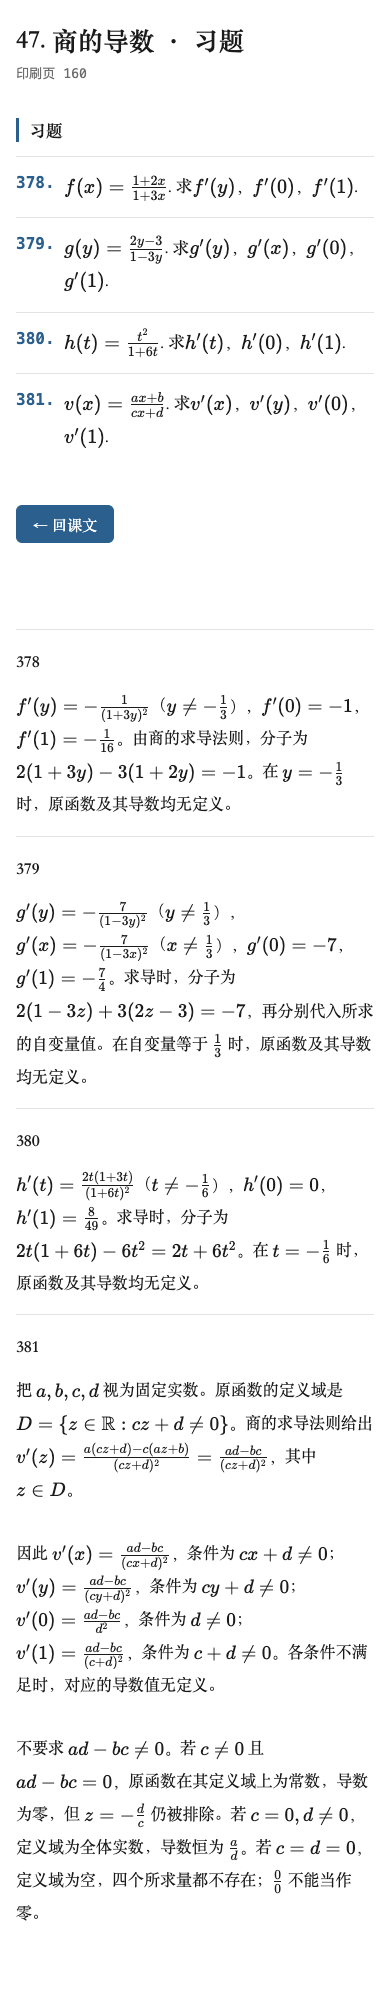 47. 商的导数 · 习题
印刷页 160
习题
378. f(x) = (1+2x)/(1+3x). 求f′(y), f′(0), f′(1).
379. g(y) = (2y−3)/(1−3y). 求g′(y), g′(x), g′(0),
g′(1).
380. h(t) = t²/(1+6t). 求h′(t), h′(0), h′(1).
381. v(x) = (ax+b)/(cx+d). 求v′(x), v′(y), v′(0),
v′(1).
← 回课文
378
f′(y) = −1/(1+3y)²（y ≠ −1/3），f′(0) = −1，
f′(1) = −1/16。由商的求导法则，分子为
2(1 + 3y) − 3(1 + 2y) = −1。在 y = −1/3
时，原函数及其导数均无定义。
379
g′(y) = −7/(1−3y)²（y ≠ 1/3），
g′(x) = −7/(1−3x)²（x ≠ 1/3），g′(0) = −7，
g′(1) = −7/4。求导时，分子为
2(1 − 3z) + 3(2z − 3) = −7，再分别代入所求
的自变量值。在自变量等于 1/3 时，原函数及其导数
均无定义。
380
h′(t) = 2t(1+3t)/(1+6t)²（t ≠ −1/6），h′(0) = 0，
h′(1) = 8/49。求导时，分子为
2t(1 + 6t) − 6t² = 2t + 6t²。在 t = −1/6 时，
原函数及其导数均无定义。
381
把 a, b, c, d 视为固定实数。原函数的定义域是
D = {z ∈ ℝ : cz + d ≠ 0}。商的求导法则给出
v′(z) = (a(cz+d)−c(az+b))/(cz+d)² = (ad−bc)/(cz+d)²，其中
z ∈ D。
因此 v′(x) = (ad−bc)/(cx+d)²，条件为 cx + d ≠ 0；
v′(y) = (ad−bc)/(cy+d)²，条件为 cy + d ≠ 0；
v′(0) = (ad−bc)/d²，条件为 d ≠ 0；
v′(1) = (ad−bc)/(c+d)²，条件为 c + d ≠ 0。各条件不满
足时，对应的导数值无定义。
不要求 ad − bc ≠ 0。若 c ≠ 0 且
ad − bc = 0，原函数在其定义域上为常数，导数
为零，但 z = −d/c 仍被排除。若 c = 0, d ≠ 0，
定义域为全体实数，导数恒为 a/d。若 c = d = 0，
定义域为空，四个所求量都不存在；0/0 不能当作
零。